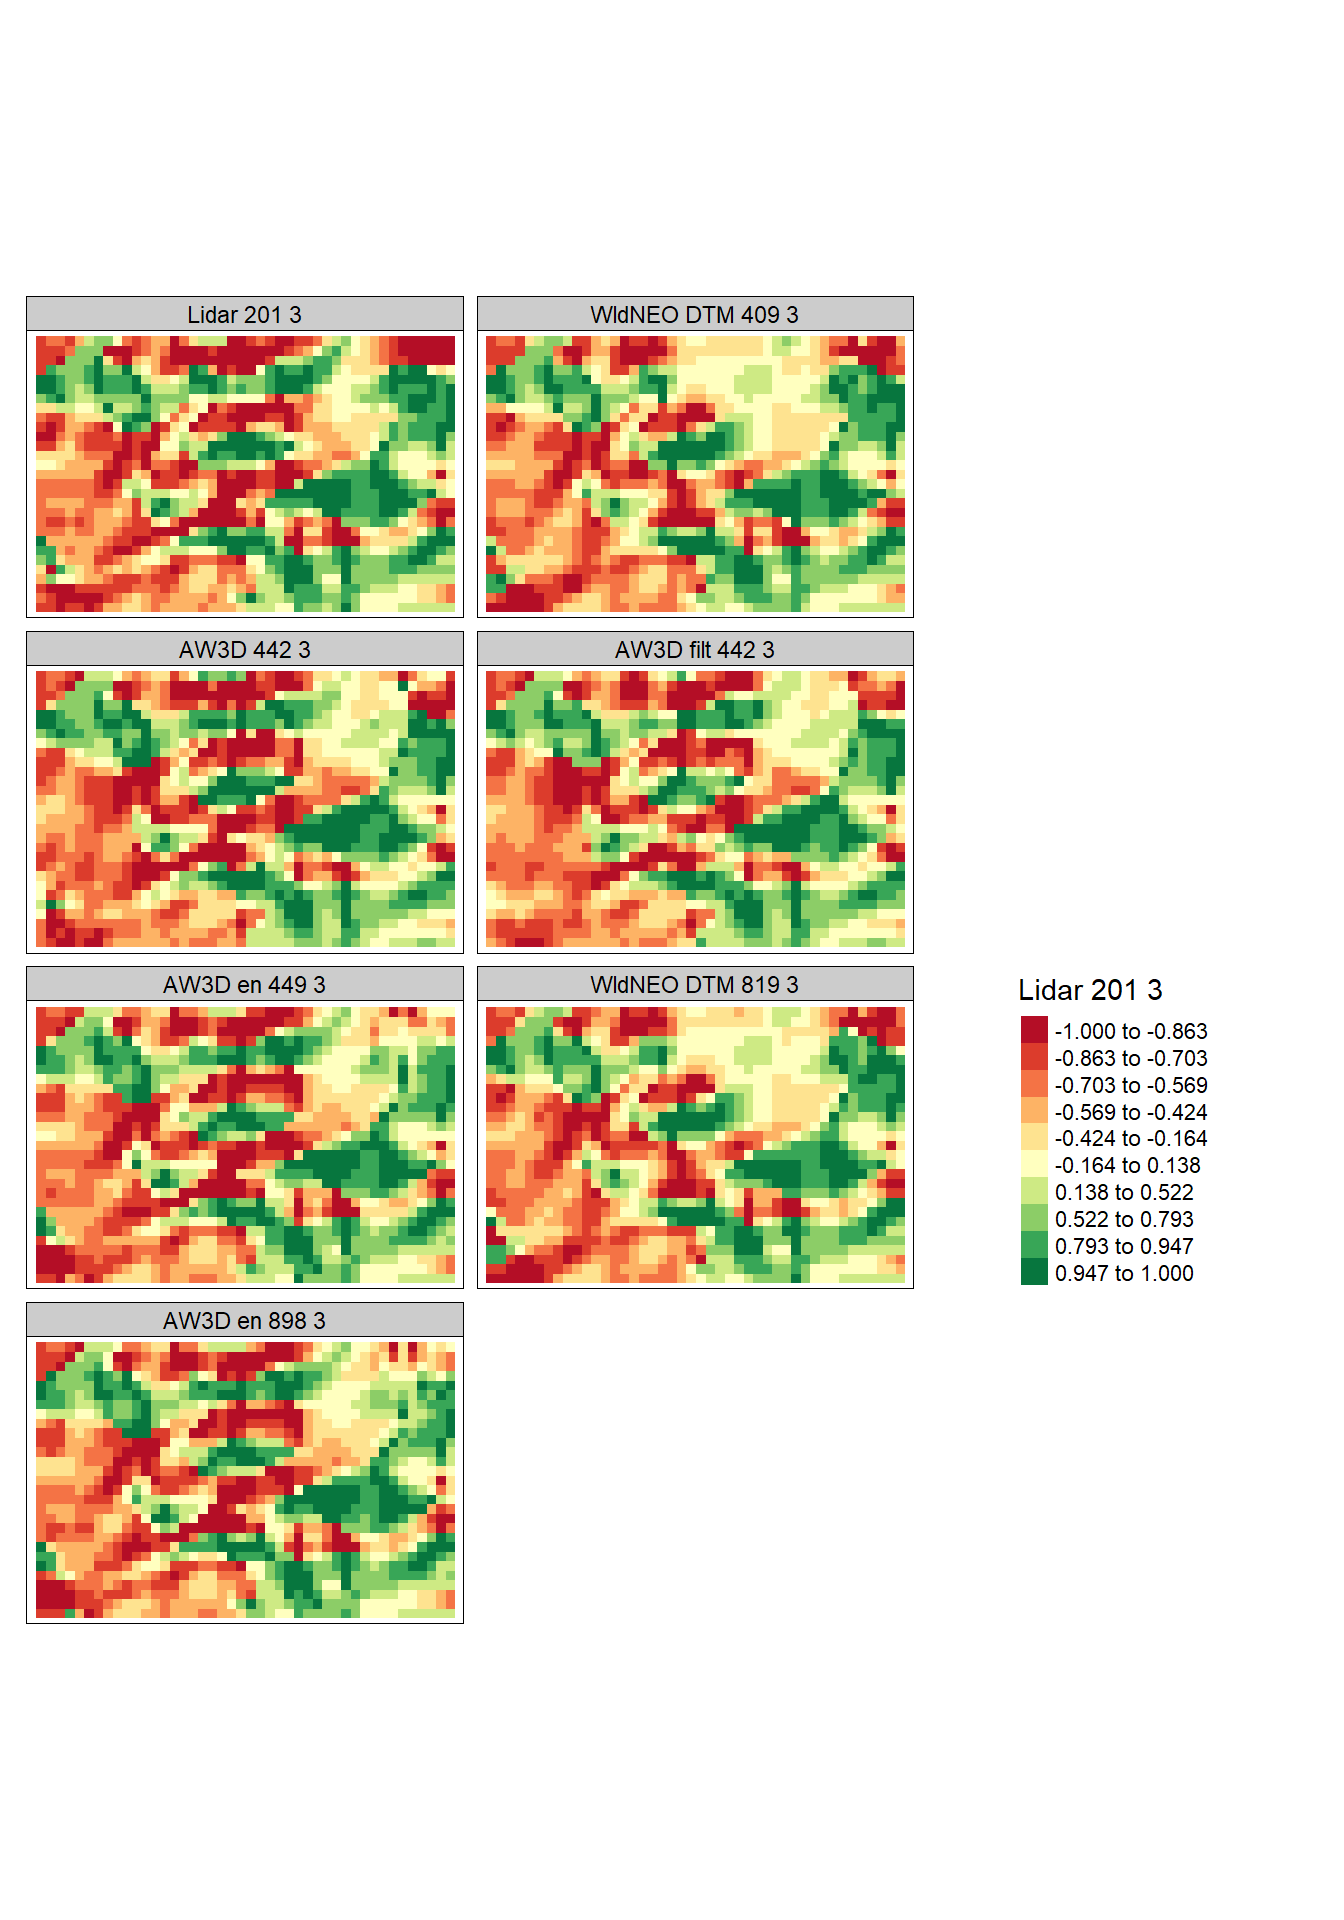 Lidar 201 3
WldNEO DTM 409 3
AW3D 442 3
AW3D filt 442 3
AW3D en 449 3
WldNEO DTM 819 3
AW3D en 898 3
Lidar 201 3
-1.000 to -0.863
-0.863 to -0.703
-0.703 to -0.569
-0.569 to -0.424
-0.424 to -0.164
-0.164 to 0.138
0.138 to 0.522
0.522 to 0.793
0.793 to 0.947
0.947 to 1.000